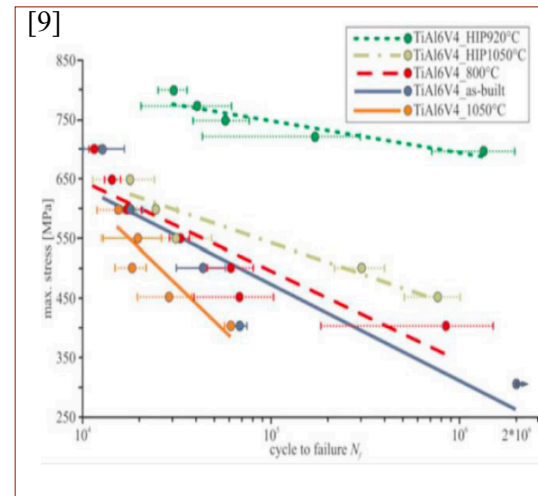 [9]
850
750
650
550
450
350
250
max. stress [MPa]
TiAl6V4_HIP920°C
TiAl6V4_HIP1050°C
TiAl6V4_800°C
TiAl6V4_as-built
TiAl6V4_1050°C
10⁴ 10⁵ 10⁶ 2*10⁶
cycle to failure Nf